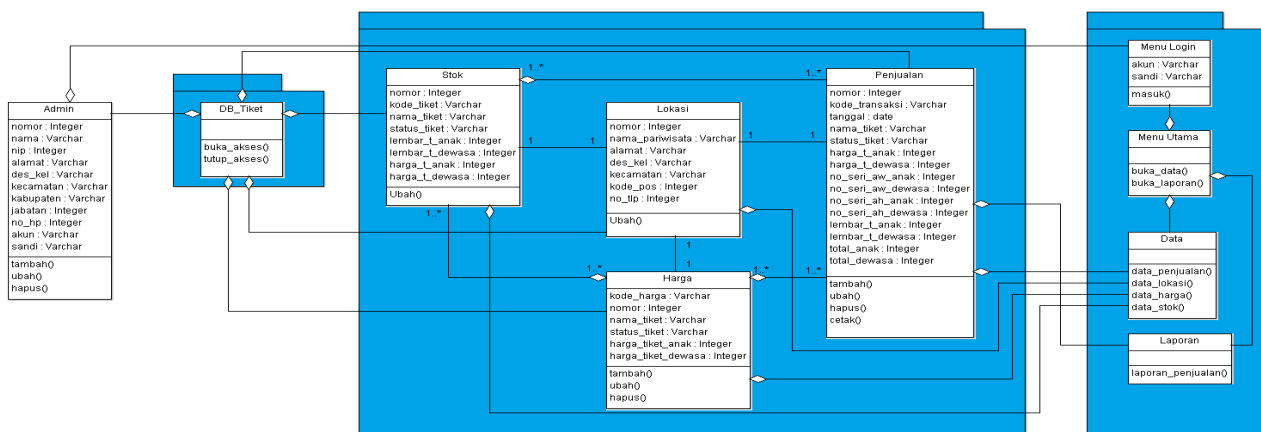 Admin
nomor : Integer
nama : Varchar
nip : Integer
alamat : Varchar
des_kel : Varchar
kecamatan : Varchar
kabupaten : Varchar
jabatan : Integer
no_hp : Integer
akun : Varchar
sandi : Varchar
tambah()
ubah()
hapus()
DB_Tiket
buka_akses()
tutup_akses()
Stok
nomor : Integer
kode_tiket : Varchar
nama_tiket : Varchar
status_tiket : Varchar
lembar_t_anak : Integer
lembar_t_dewasa : Integer
harga_t_anak : Integer
harga_t_dewasa : Integer
Ubah()
1..*
1..*
1
1
1
1
1..*
Lokasi
nomor : Integer
nama_pariwisata : Varchar
alamat : Varchar
des_kel : Varchar
kecamatan : Varchar
kode_pos : Integer
no_tlp : Integer
Ubah()
1
1
1..*
1..*
1..*
Harga
kode_harga : Varchar
nomor : Integer
nama_tiket : Varchar
status_tiket : Varchar
harga_tiket_anak : Integer
harga_tiket_dewasa : Integer
tambah()
ubah()
hapus()
Penjualan
nomor : Integer
kode_transaksi : Varchar
tanggal : date
nama_tiket : Varchar
status_tiket : Varchar
harga_t_anak : Integer
harga_t_dewasa : Integer
no_seri_aw_anak : Integer
no_seri_aw_dewasa : Integer
no_seri_ah_anak : Integer
no_seri_ah_dewasa : Integer
lembar_t_anak : Integer
lembar_t_dewasa : Integer
total_anak : Integer
total_dewasa : Integer
tambah()
ubah()
hapus()
cetak()
Menu Login
akun : Varchar
sandi : Varchar
masuk()
Menu Utama
buka_data()
buka_laporan()
Data
data_penjualan()
data_lokasi()
data_harga()
data_stok()
Laporan
laporan_penjualan()